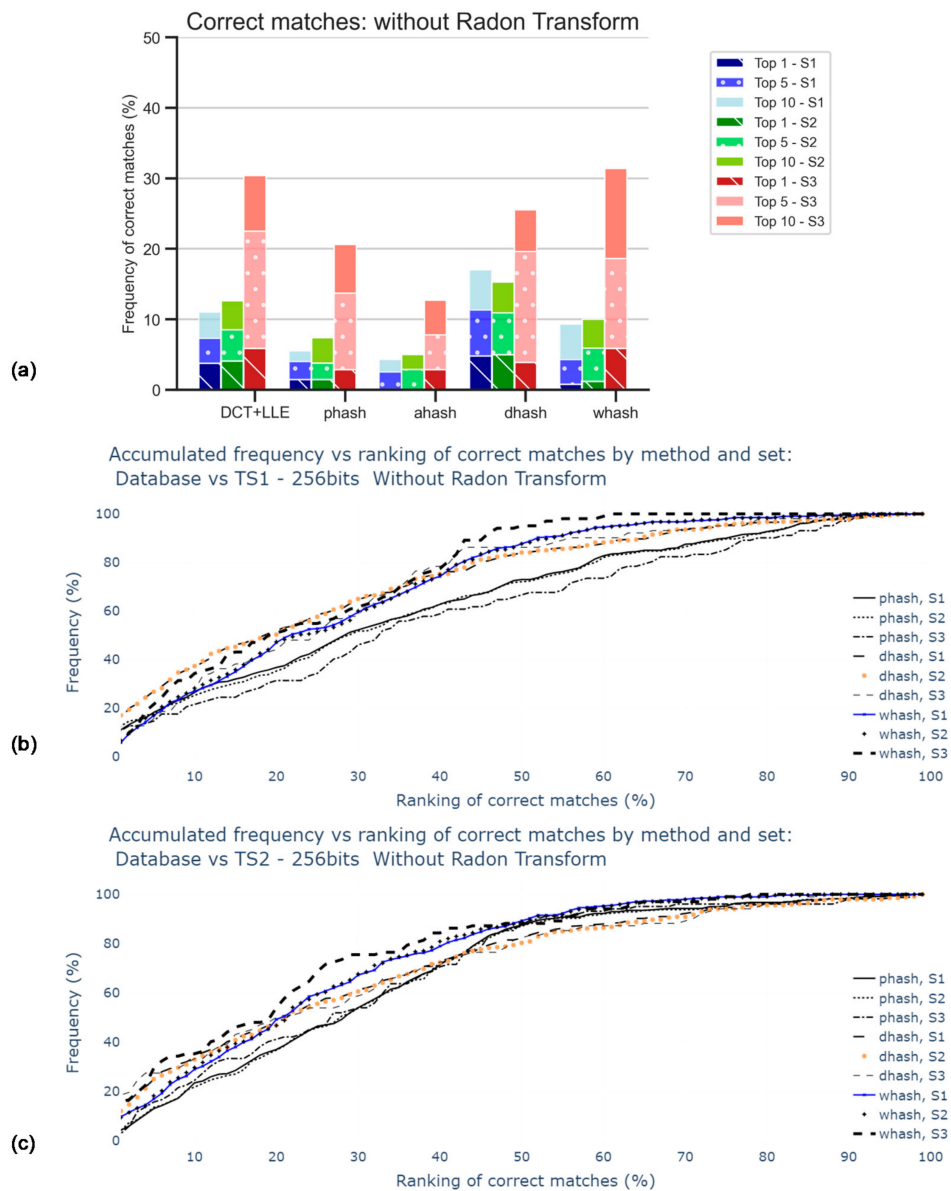 Correct matches: without Radon Transform
50
40
30
20
10
0
Frequency of correct matches (%)
DCT+LLE phash ahash dhash whash
Top 1 - S1
Top 5 - S1
Top 10 - S1
Top 1 - S2
Top 5 - S2
Top 10 - S2
Top 1 - S3
Top 5 - S3
Top 10 - S3
(a)
Accumulated frequency vs ranking of correct matches by method and set:
Database vs TS1 - 256bits Without Radon Transform
100
80
60
40
20
0
Frequency (%)
10 20 30 40 50 60 70 80 90 100
Ranking of correct matches (%)
phash, S1
phash, S2
phash, S3
dhash, S1
dhash, S2
dhash, S3
whash, S1
whash, S2
whash, S3
(b)
Accumulated frequency vs ranking of correct matches by method and set:
Database vs TS2 - 256bits Without Radon Transform
100
80
60
40
20
0
Frequency (%)
10 20 30 40 50 60 70 80 90 100
Ranking of correct matches (%)
phash, S1
phash, S2
phash, S3
dhash, S1
dhash, S2
dhash, S3
whash, S1
whash, S2
whash, S3
(c)